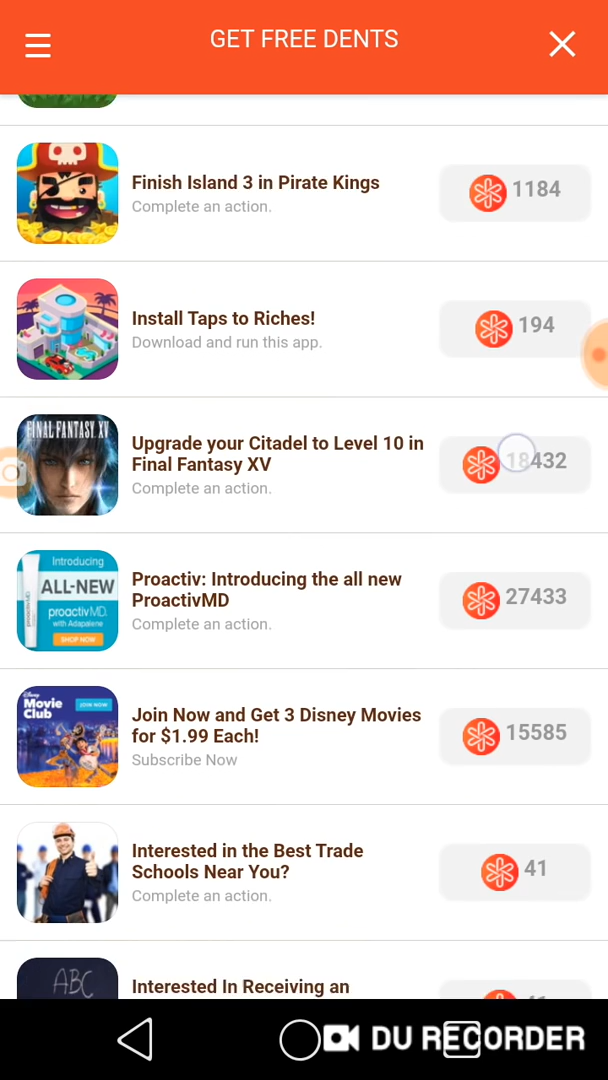 GET FREE DENTS
Finish Island 3 in Pirate Kings
Complete an action.
1184
Install Taps to Riches!
Download and run this app.
194
FINAL FANTASY XV
Upgrade your Citadel to Level 10 in
Final Fantasy XV
Complete an action.
18432
Introducing
ALL-NEW
proactivMD
with Adapalene
SHOP NOW
Proactiv: Introducing the all new
ProactivMD
Complete an action.
27433
Disney
Movie
Club
JOIN NOW
Join Now and Get 3 Disney Movies
for $1.99 Each!
Subscribe Now
15585
Interested in the Best Trade
Schools Near You?
Complete an action.
41
ABC
Interested In Receiving an
DU RECORDER